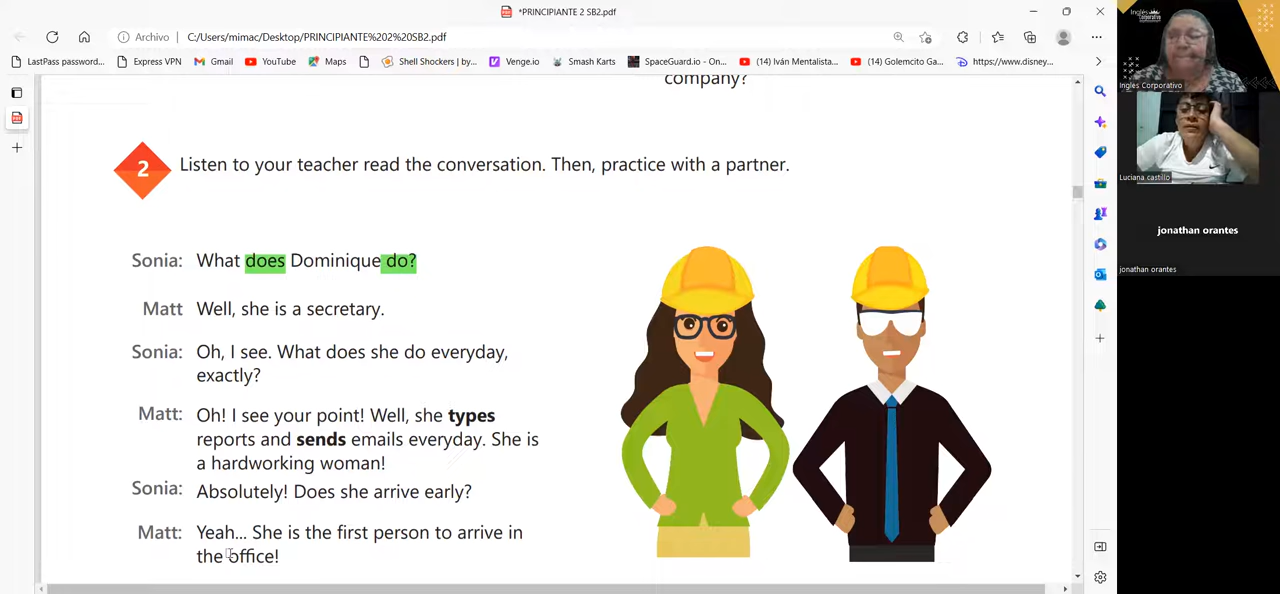 *PRINCIPIANTE 2 SB2.pdf
Archivo
C:/Users/mimac/Desktop/PRINCIPIANTE%202%20SB2.pdf
LastPass password...
Express VPN
Gmail
YouTube
Maps
Shell Shockers | by...
Venge.io
Smash Karts
SpaceGuard.io - On...
(14) Iván Mentalista...
(14) Golemcito Ga...
https://www.disney...
company?
2
Listen to your teacher read the conversation. Then, practice with a partner.
Sonia: What does Dominique do?
Matt Well, she is a secretary.
Sonia: Oh, I see. What does she do everyday,
exactly?
Matt: Oh! I see your point! Well, she types
reports and sends emails everyday. She is
a hardworking woman!
Sonia: Absolutely! Does she arrive early?
Matt: Yeah... She is the first person to arrive in
the office!
Inglés
Corporativo
Ingles Corporativo
Luciana castillo
jonathan orantes
jonathan orantes